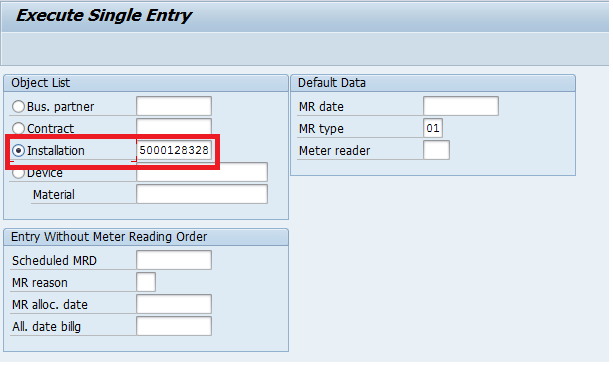 Execute Single Entry
Object List
Bus. partner
Contract
Installation 5000128328
Device
Material
Default Data
MR date
MR type 01
Meter reader
Entry Without Meter Reading Order
Scheduled MRD
MR reason
MR alloc. date
All. date billg